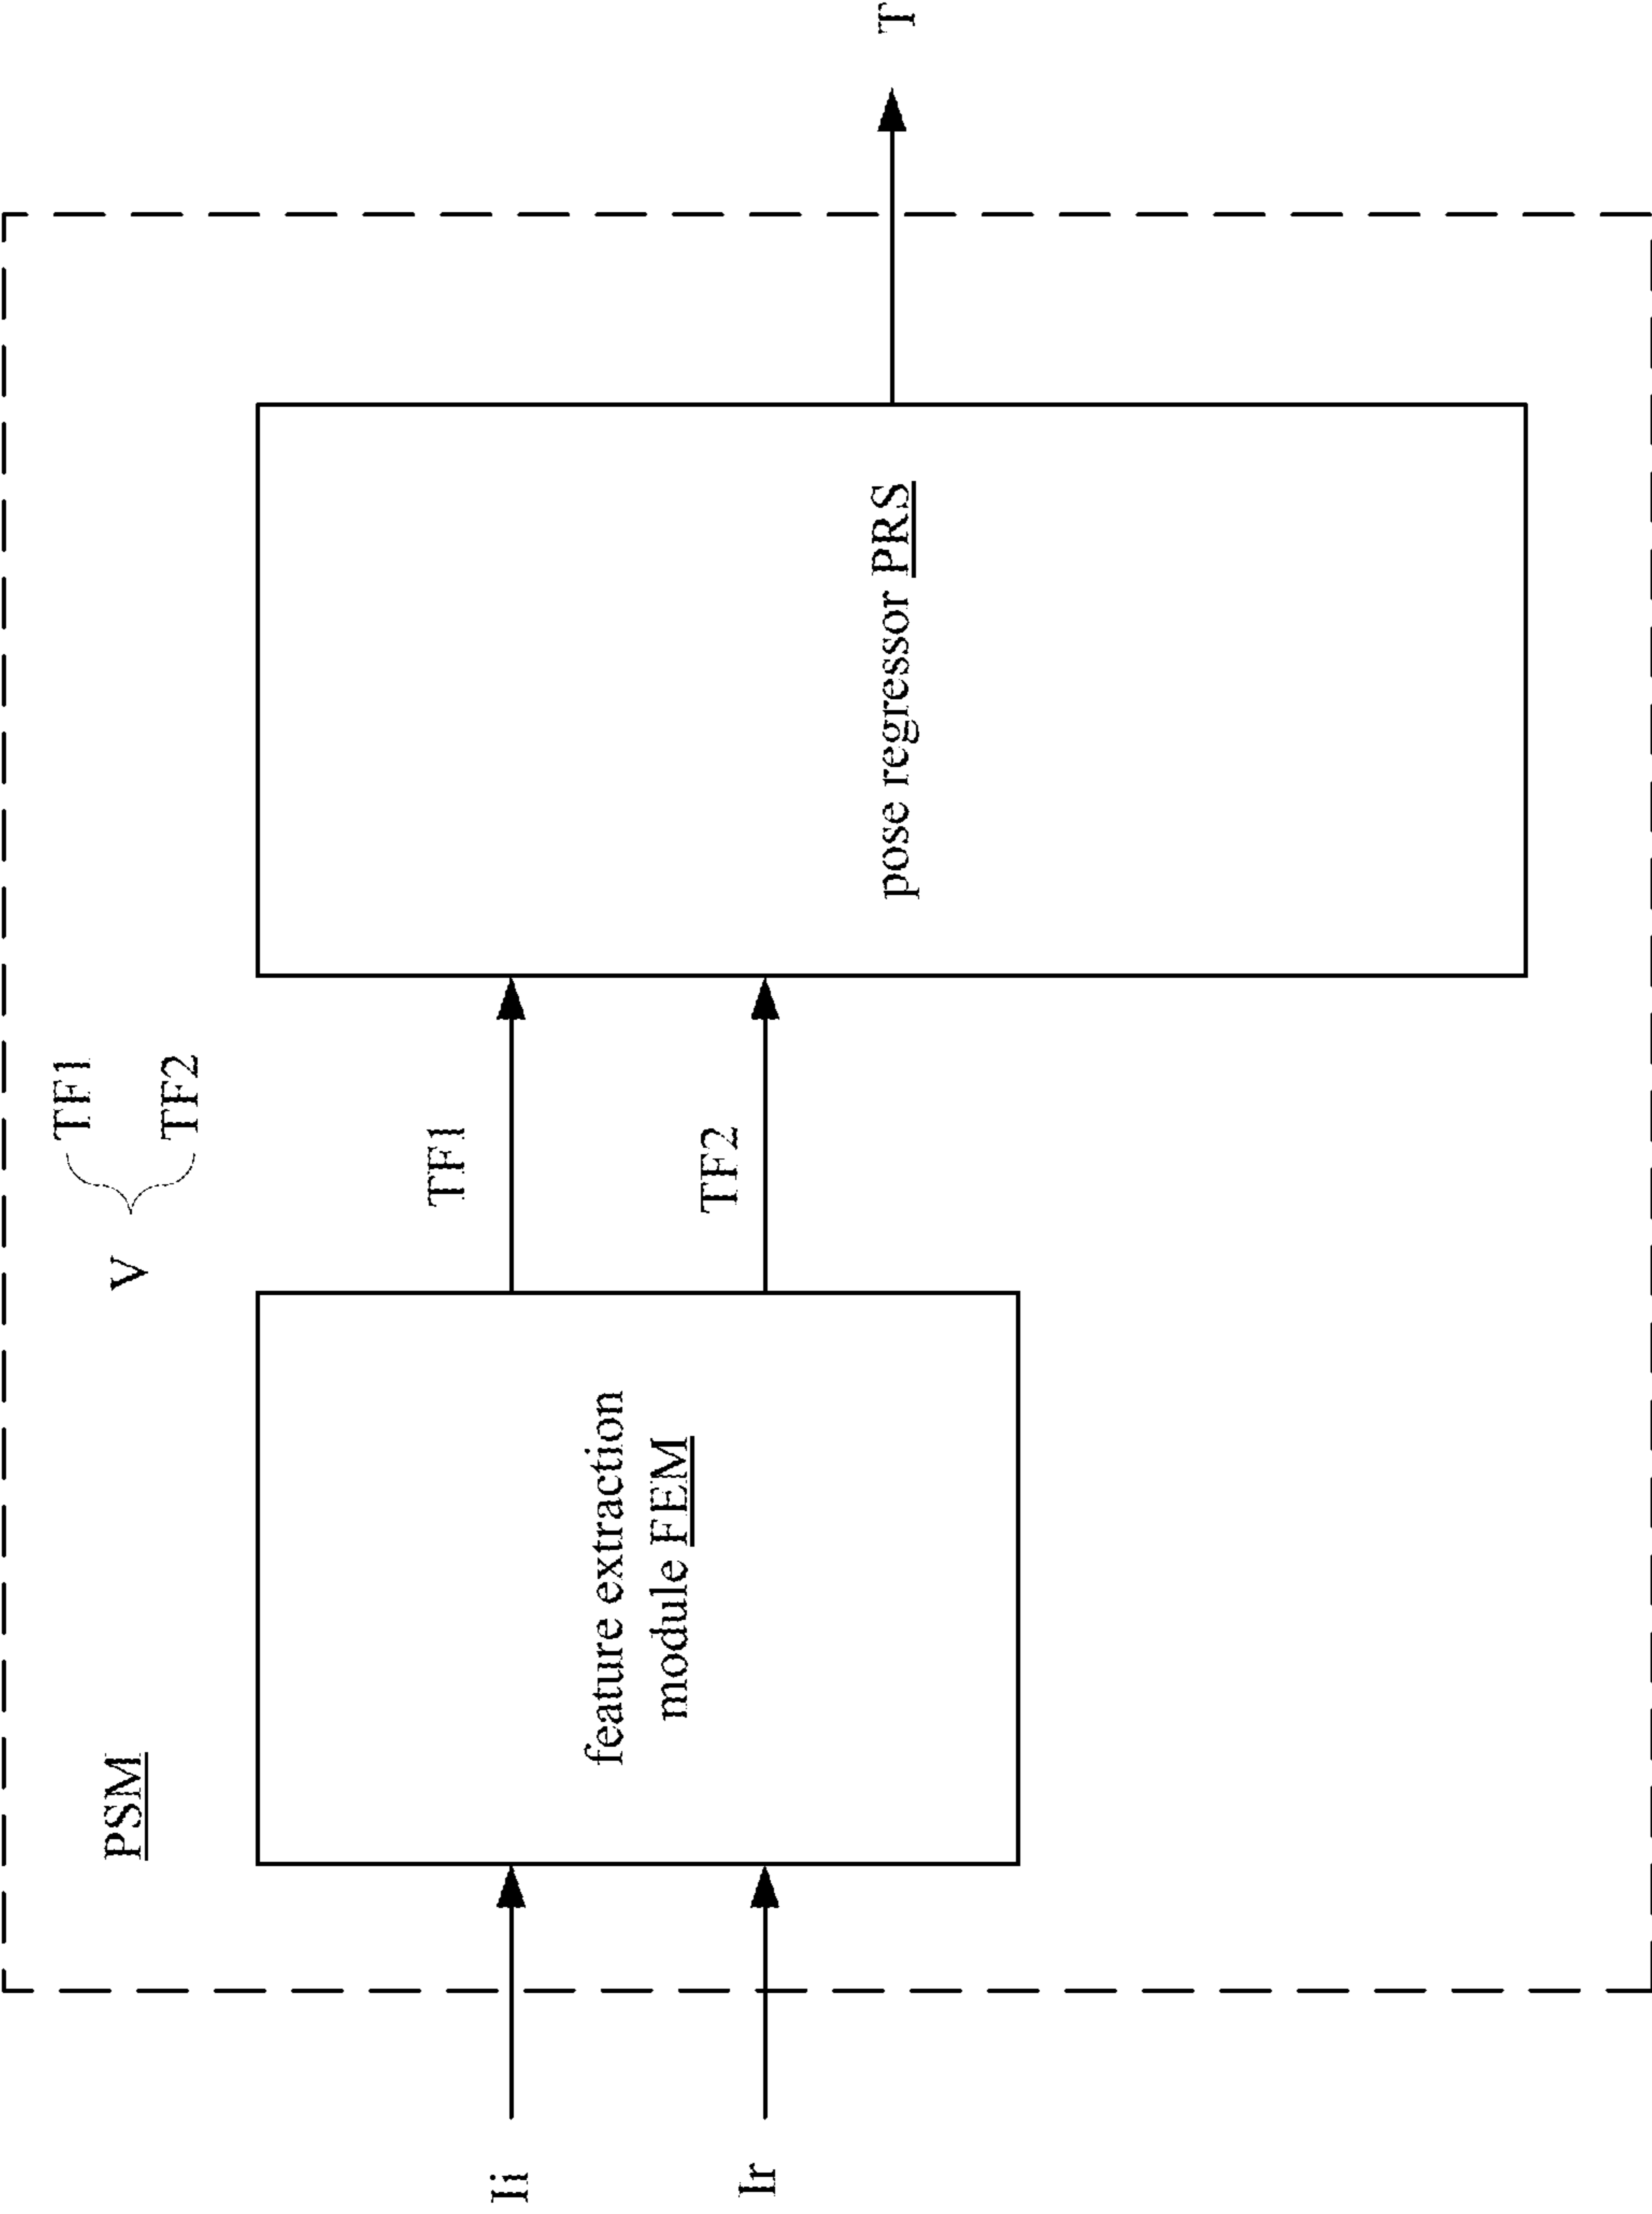 PSM
V
TF1
TF2
Ii
Ir
feature extraction
module FEM
TF1
TF2
pose regressor PRS
T